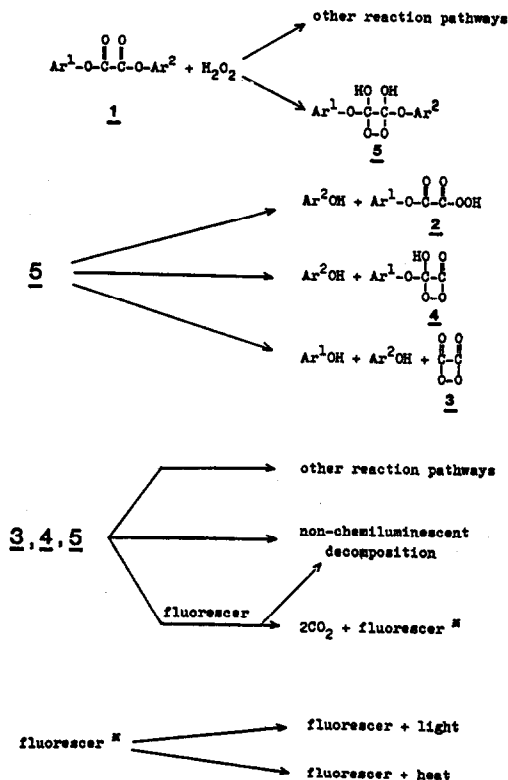 other reaction pathways
O O
Ar¹-O-C-C-O-Ar² + H₂O₂
1
HO OH
Ar¹-O-C-C-O-Ar²
O-O
5
O O
Ar²OH + Ar¹-O-C-C-OOH
2
5
HO O
Ar²OH + Ar¹-O-C-C
O-O
4
O O
Ar¹OH + Ar²OH + C-C
O-O
3
other reaction pathways
3, 4, 5
non-chemiluminescent
decomposition
fluorescer
2CO₂ + fluorescer *
fluorescer *
fluorescer + light
fluorescer + heat